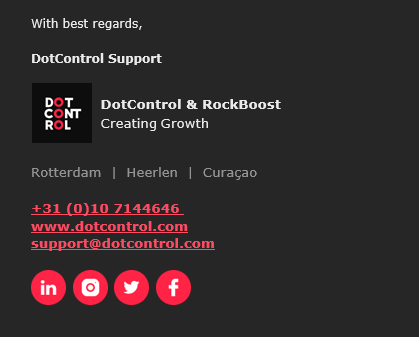 With best regards,
DotControl Support
DOT
CONT
ROL
DotControl & RockBoost
Creating Growth
Rotterdam | Heerlen | Curaçao
+31 (0)10 7144646
www.dotcontrol.com
support@dotcontrol.com
in
f